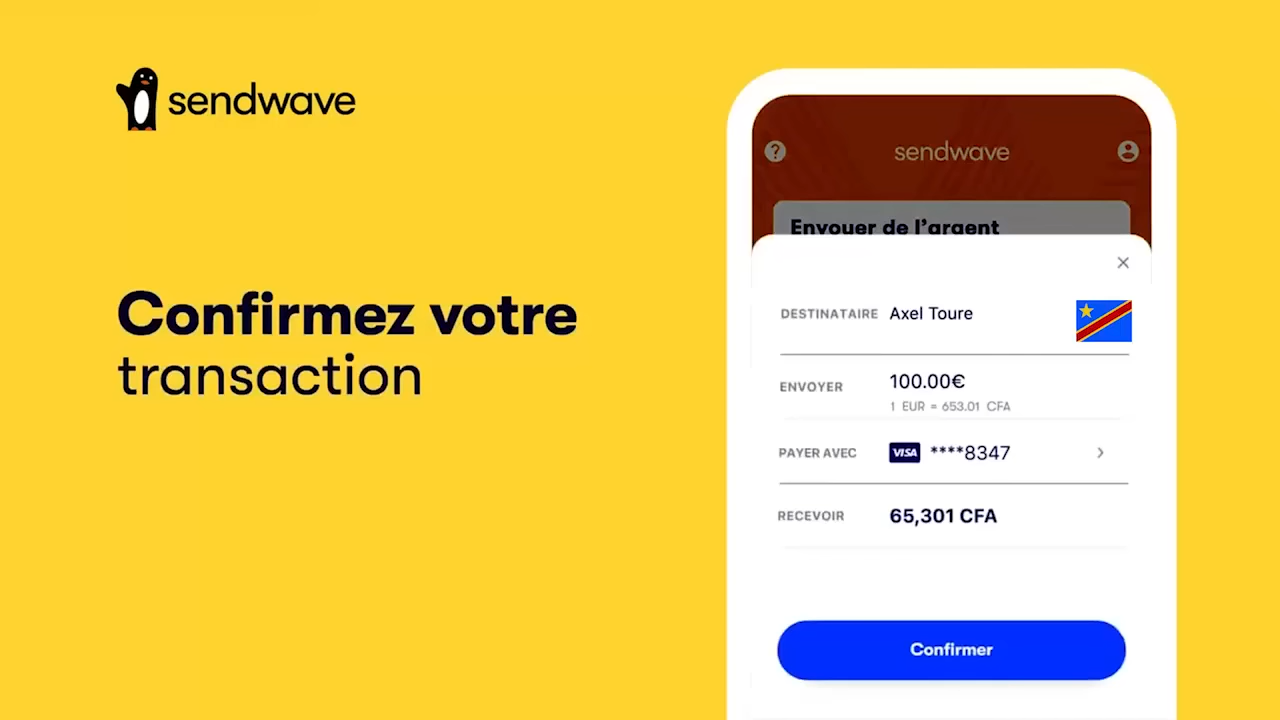 sendwave
Confirmez votre
transaction
?
sendwave
Envoyer de l'argent
DESTINATAIRE Axel Toure
ENVOYER 100.00€
1 EUR = 653.01 CFA
PAYER AVEC VISA ****8347
RECEVOIR 65,301 CFA
Confirmer